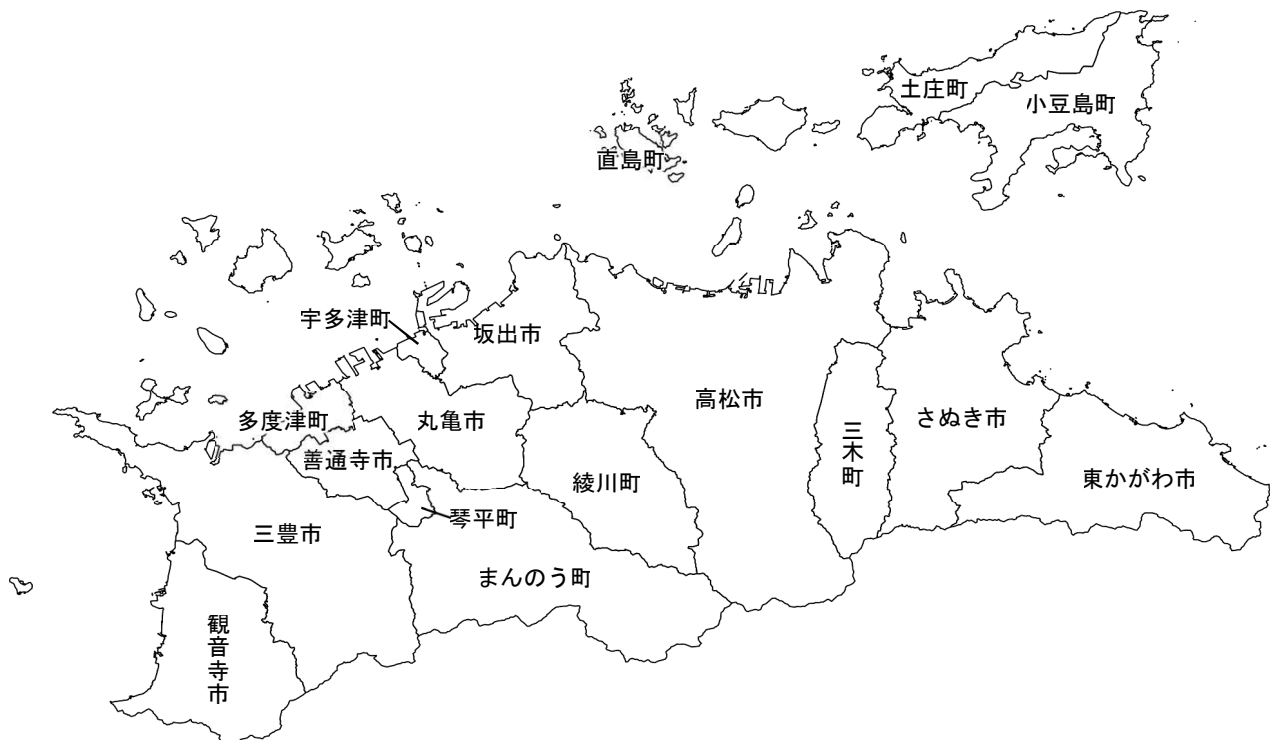 土庄町
小豆島町
直島町
宇多津町
坂出市
高松市
多度津町
丸亀市
さぬき市
三木町
善通寺市
綾川町
東かがわ市
琴平町
三豊市
まんのう町
観音寺市